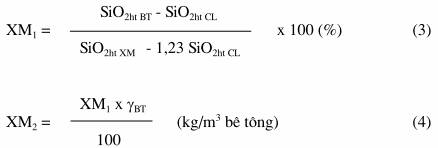 SiO2ht BT - SiO2ht CL
XM1 = x 100 (%) (3)
SiO2ht XM - 1,23 SiO2ht CL
XM1 x γBT
XM2 = (kg/m3 bê tông) (4)
100